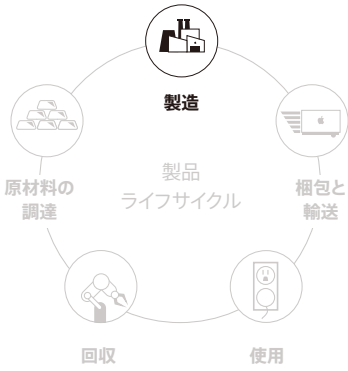 製造
原材料の
調達
製品
ライフサイクル
梱包と
輸送
回収
使用